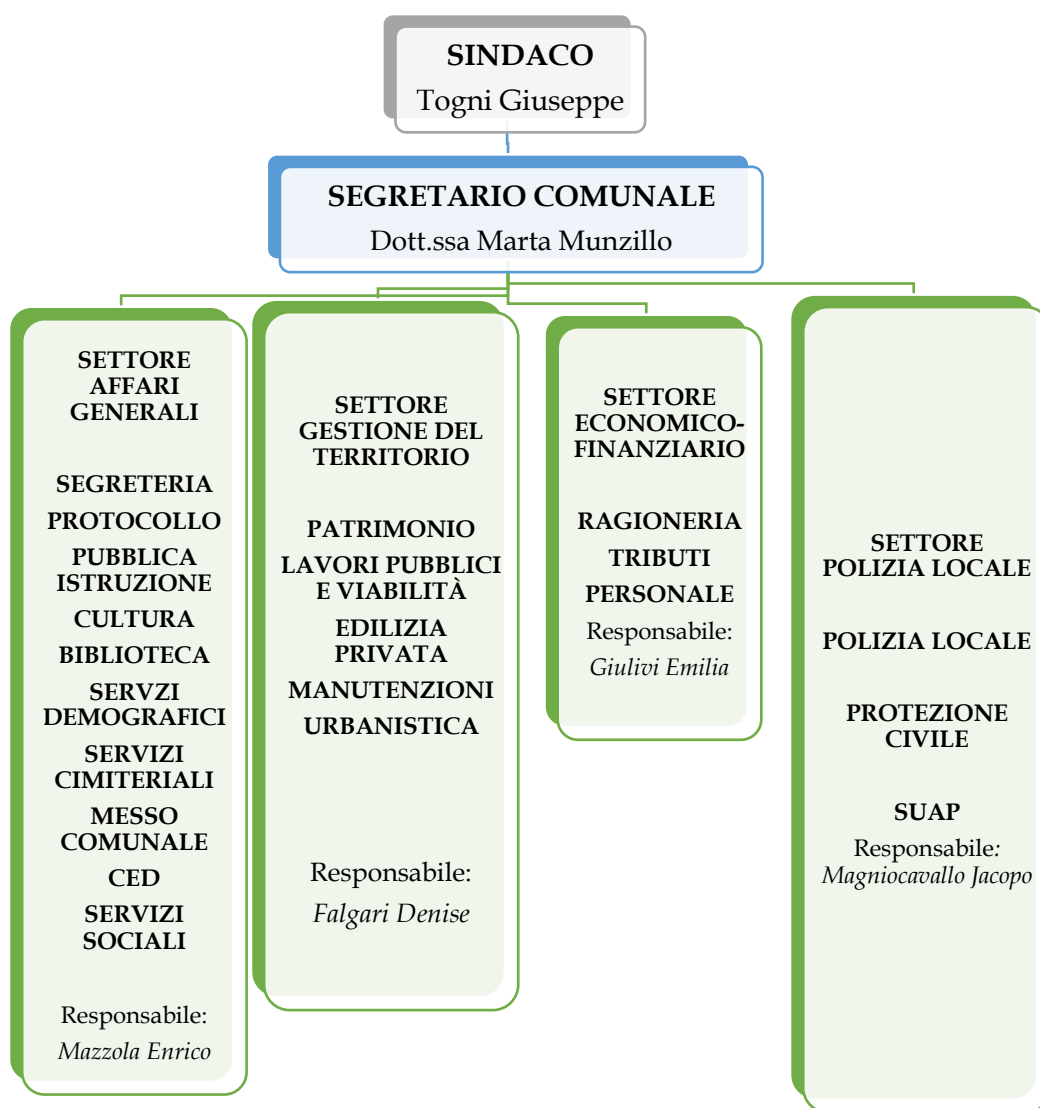 SINDACO
Togni Giuseppe
SEGRETARIO COMUNALE
Dott.ssa Marta Munzillo
SETTORE
AFFARI
GENERALI
SEGRETERIA
PROTOCOLLO
PUBBLICA
ISTRUZIONE
CULTURA
BIBLIOTECA
SERVZI
DEMOGRAFICI
SERVIZI
CIMITERIALI
MESSO
COMUNALE
CED
SERVIZI
SOCIALI
Responsabile:
Mazzola Enrico
SETTORE
GESTIONE DEL
TERRITORIO
PATRIMONIO
LAVORI PUBBLICI
E VIABILITÀ
EDILIZIA
PRIVATA
MANUTENZIONI
URBANISTICA
Responsabile:
Falgari Denise
SETTORE
ECONOMICO-
FINANZIARIO
RAGIONERIA
TRIBUTI
PERSONALE
Responsabile:
Giulivi Emilia
SETTORE
POLIZIA LOCALE
POLIZIA LOCALE
PROTEZIONE
CIVILE
SUAP
Responsabile:
Magniocavallo Jacopo